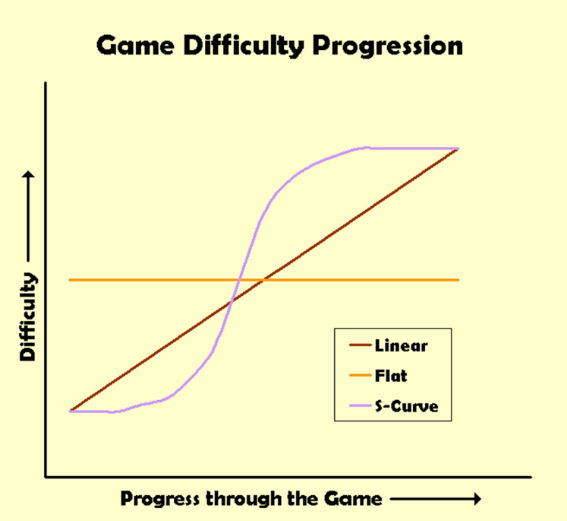 Game Difficulty Progression
Difficulty
Linear
Flat
S-Curve
Progress through the Game